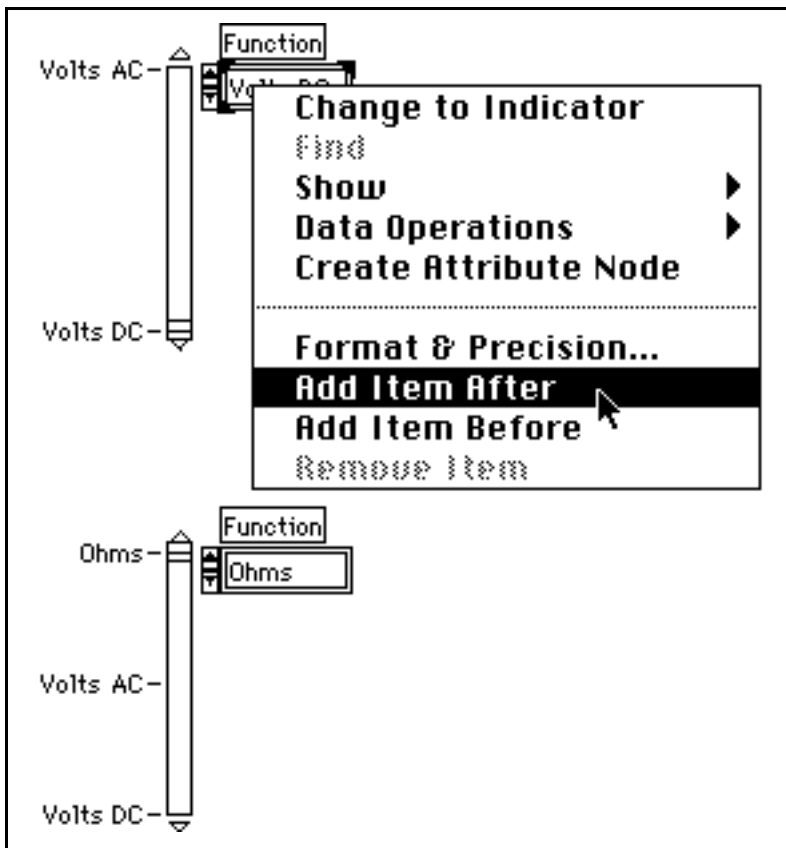 Function
Volts AC
Change to Indicator
Find
Show
Data Operations
Create Attribute Node
Volts DC
Format & Precision...
Add Item After
Add Item Before
Remove Item
Function
Ohms
Ohms
Volts AC
Volts DC